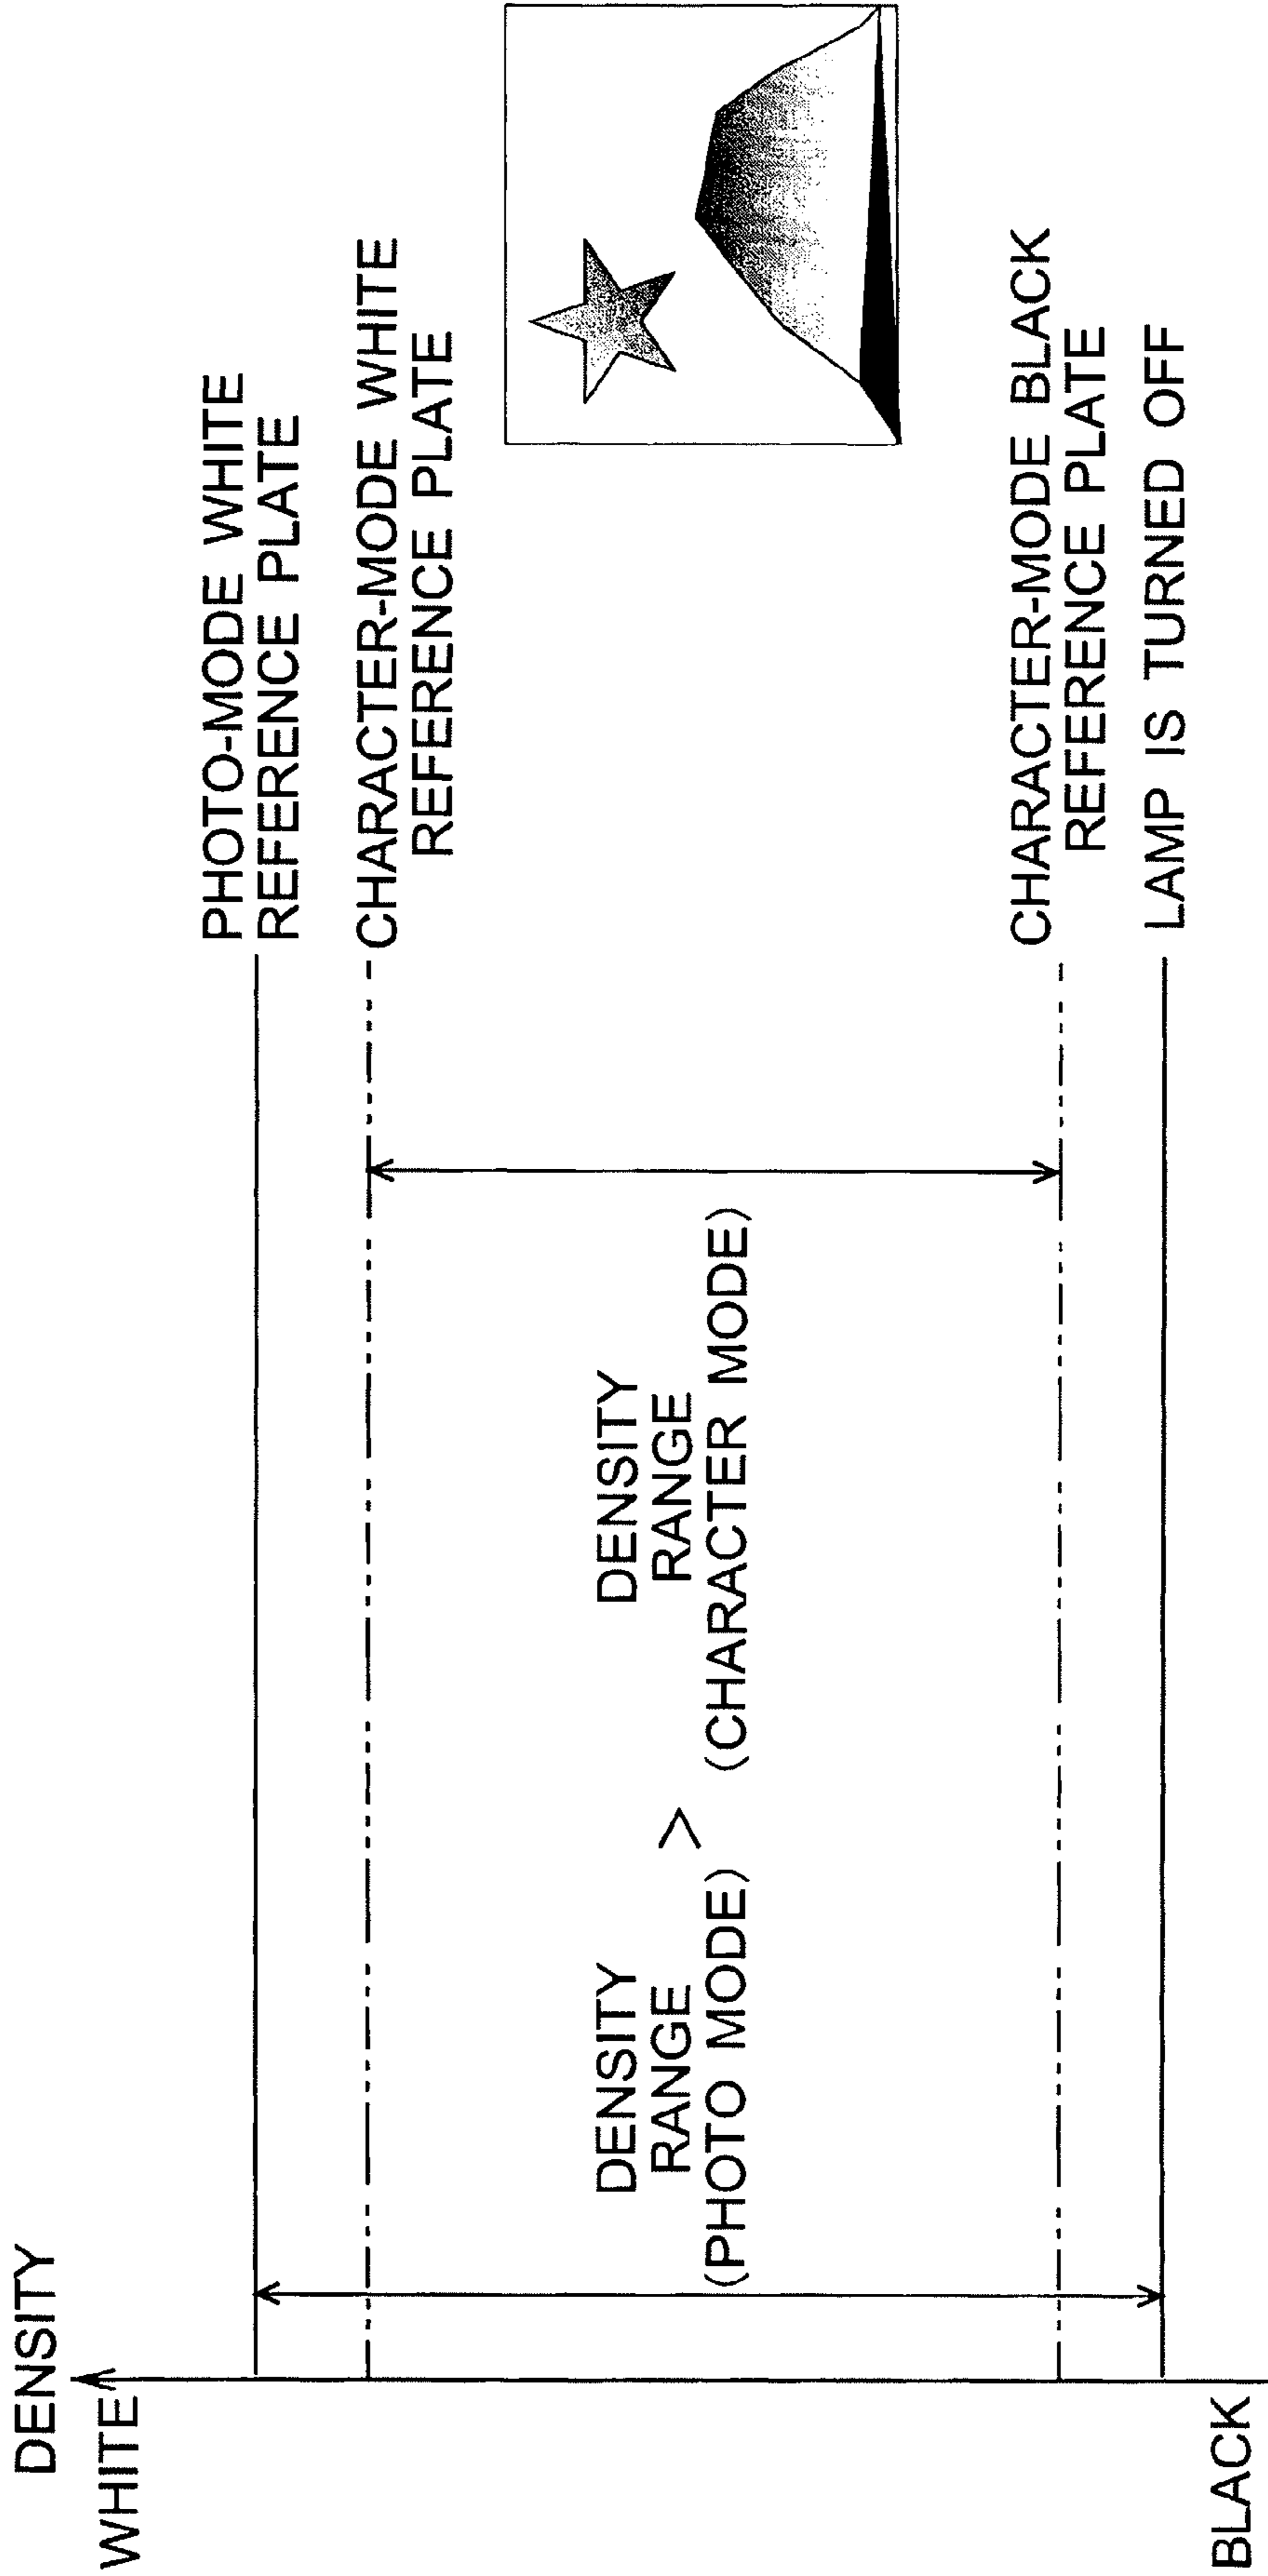 DENSITY
WHITE
PHOTO-MODE WHITE
REFERENCE PLATE
CHARACTER-MODE WHITE
REFERENCE PLATE
DENSITY
RANGE
(PHOTO MODE)
>
DENSITY
RANGE
(CHARACTER MODE)
CHARACTER-MODE BLACK
REFERENCE PLATE
LAMP IS TURNED OFF
BLACK